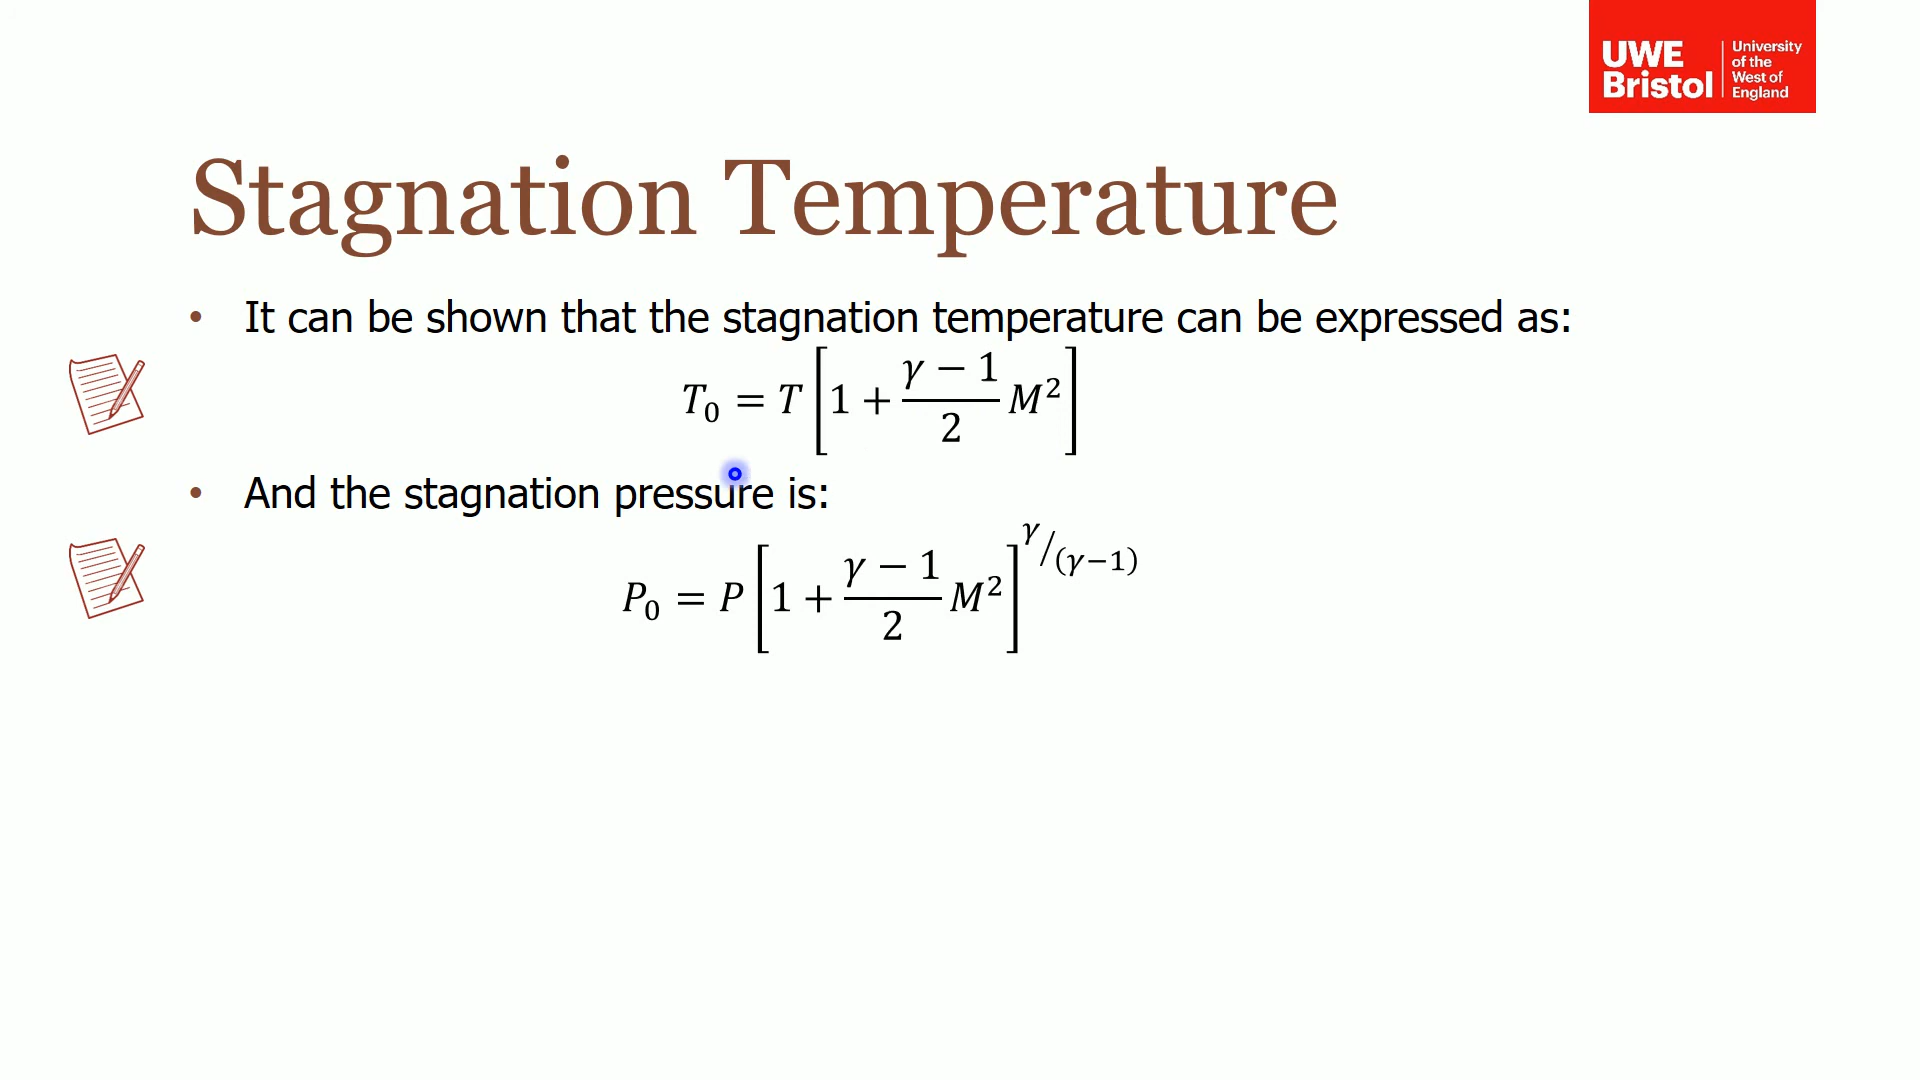 UWE Bristol
University of the West of England
Stagnation Temperature
• It can be shown that the stagnation temperature can be expressed as:
T₀ = T [1 + (γ − 1)/2 M²]
• And the stagnation pressure is:
P₀ = P [1 + (γ − 1)/2 M²]^(γ/(γ−1))